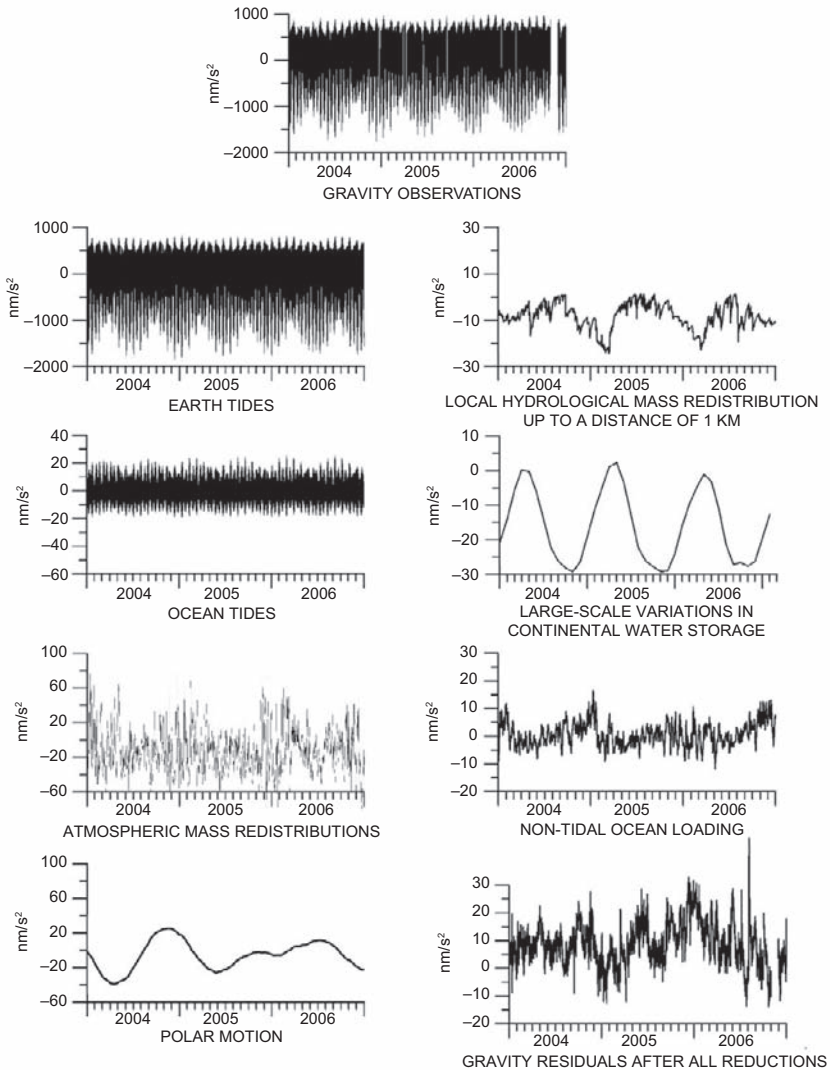 nm/s²
1000
0
–1000
–2000
2004 2005 2006
GRAVITY OBSERVATIONS
nm/s²
1000
0
–1000
–2000
2004 2005 2006
EARTH TIDES
nm/s²
30
10
–10
–30
2004 2005 2006
LOCAL HYDROLOGICAL MASS REDISTRIBUTION
UP TO A DISTANCE OF 1 KM
nm/s²
40
20
0
–20
–40
–60
2004 2005 2006
OCEAN TIDES
nm/s²
10
0
–10
–20
–30
2004 2005 2006
LARGE-SCALE VARIATIONS IN
CONTINENTAL WATER STORAGE
nm/s²
100
60
20
–20
–60
2004 2005 2006
ATMOSPHERIC MASS REDISTRIBUTIONS
nm/s²
30
20
10
0
–10
–20
2004 2005 2006
NON-TIDAL OCEAN LOADING
nm/s²
100
60
20
–20
–60
2004 2005 2006
POLAR MOTION
nm/s²
30
20
10
0
–20
2004 2005 2006
GRAVITY RESIDUALS AFTER ALL REDUCTIONS